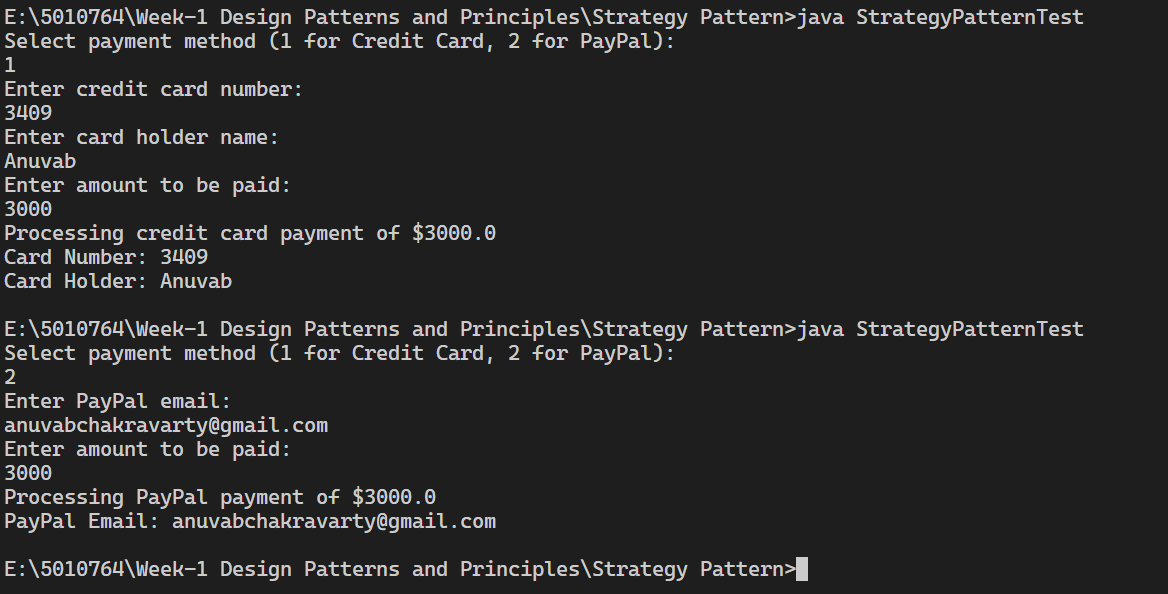 E:\5010764\Week-1 Design Patterns and Principles\Strategy Pattern>java StrategyPatternTest
Select payment method (1 for Credit Card, 2 for PayPal):
1
Enter credit card number:
3409
Enter card holder name:
Anuvab
Enter amount to be paid:
3000
Processing credit card payment of $3000.0
Card Number: 3409
Card Holder: Anuvab
E:\5010764\Week-1 Design Patterns and Principles\Strategy Pattern>java StrategyPatternTest
Select payment method (1 for Credit Card, 2 for PayPal):
2
Enter PayPal email:
anuvabchakravarty@gmail.com
Enter amount to be paid:
3000
Processing PayPal payment of $3000.0
PayPal Email: anuvabchakravarty@gmail.com
E:\5010764\Week-1 Design Patterns and Principles\Strategy Pattern>